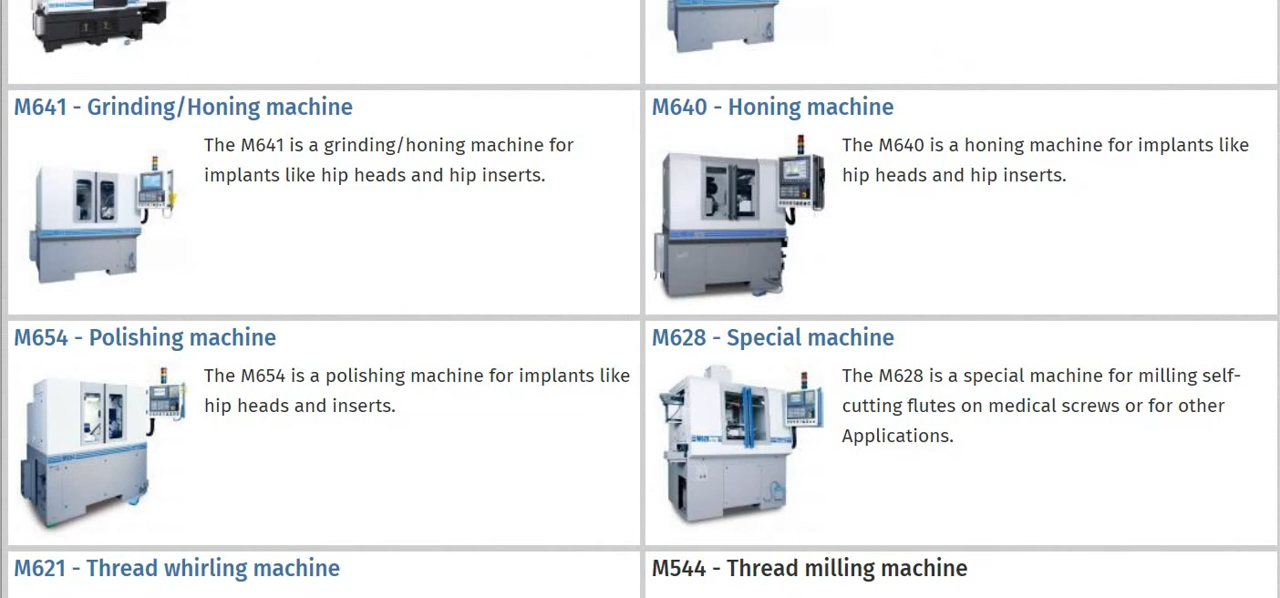 M641 - Grinding/Honing machine
The M641 is a grinding/honing machine for
implants like hip heads and hip inserts.
M640 - Honing machine
The M640 is a honing machine for implants like
hip heads and hip inserts.
M654 - Polishing machine
The M654 is a polishing machine for implants like
hip heads and inserts.
M628 - Special machine
The M628 is a special machine for milling self-
cutting flutes on medical screws or for other
Applications.
M621 - Thread whirling machine
M544 - Thread milling machine